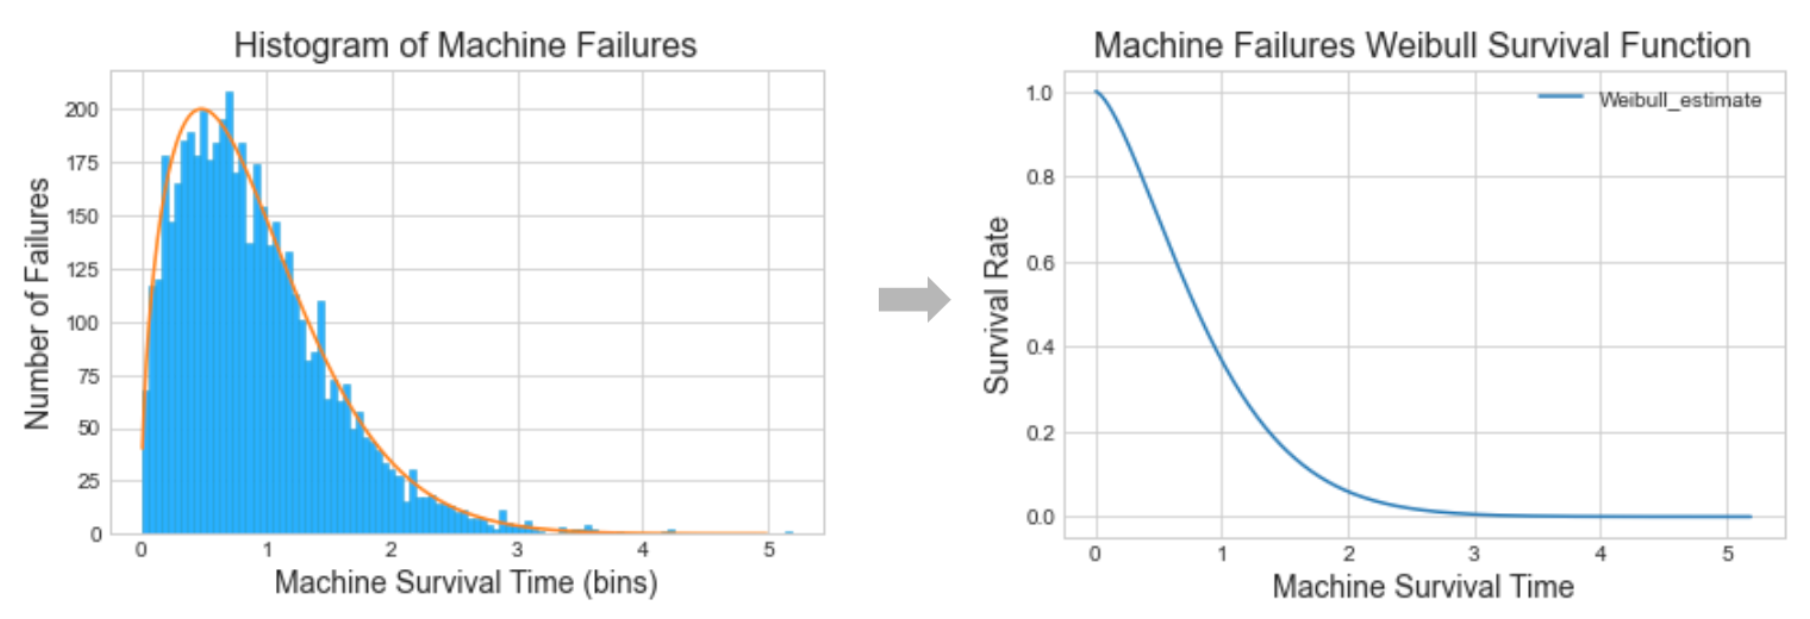 Histogram of Machine Failures
Number of Failures
200
175
150
125
100
75
50
25
0
0 1 2 3 4 5
Machine Survival Time (bins)
Machine Failures Weibull Survival Function
Weibull_estimate
Survival Rate
1.0
0.8
0.6
0.4
0.2
0.0
0 1 2 3 4 5
Machine Survival Time